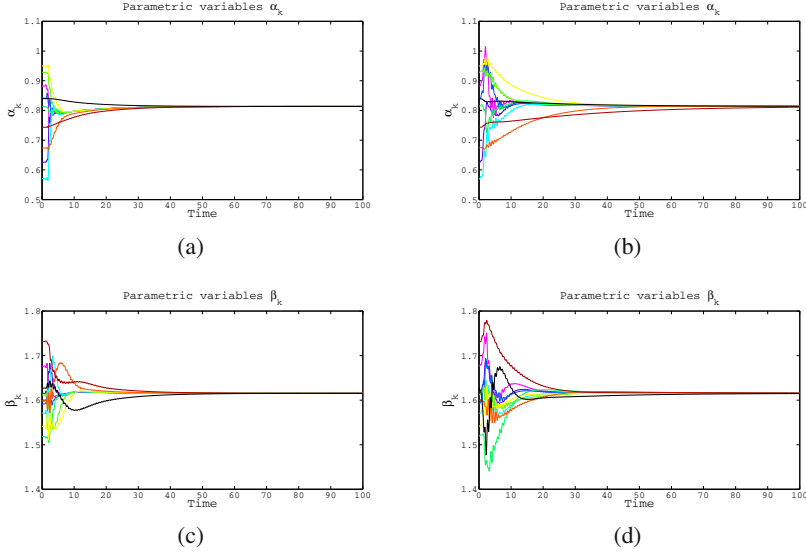 Parametric variables α_k
1.1
1
0.9
0.8
0.7
0.6
0.5
α_k
0 10 20 30 40 50 60 70 80 90 100
Time
(a)
Parametric variables α_k
1.1
1
0.9
0.8
0.7
0.6
0.5
α_k
0 10 20 30 40 50 60 70 80 90 100
Time
(b)
Parametric variables β_k
1.8
1.7
1.6
1.5
1.4
β_k
0 10 20 30 40 50 60 70 80 90 100
Time
(c)
Parametric variables β_k
1.8
1.7
1.6
1.5
1.4
β_k
0 10 20 30 40 50 60 70 80 90 100
Time
(d)